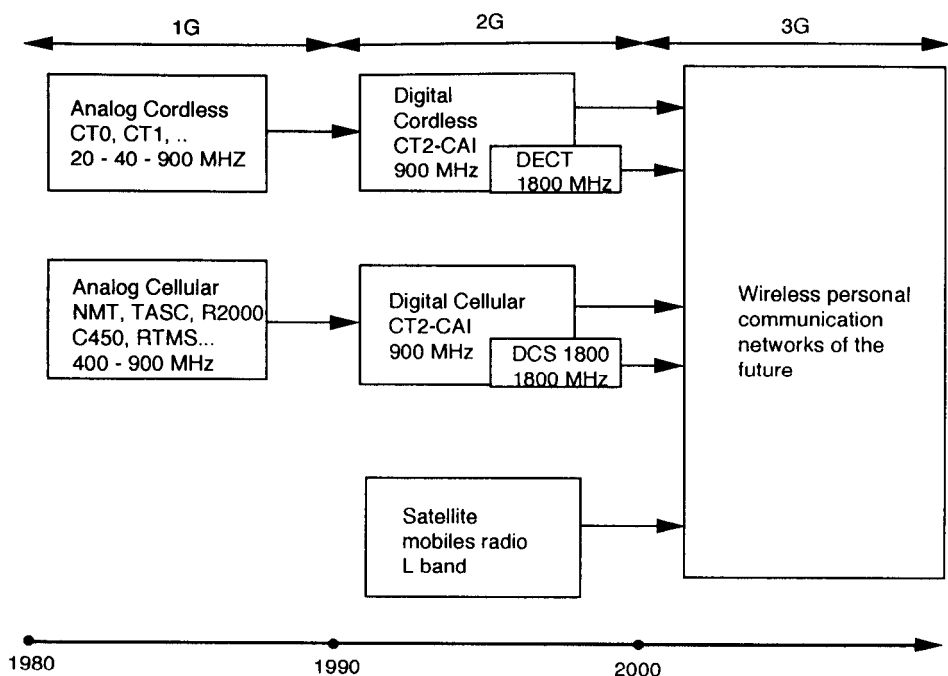 1G
2G
3G
Analog Cordless
CT0, CT1, ..
20 - 40 - 900 MHZ
Digital
Cordless
CT2-CAI
900 MHz
DECT
1800 MHz
Analog Cellular
NMT, TASC, R2000
C450, RTMS...
400 - 900 MHz
Digital Cellular
CT2-CAI
900 MHz
DCS 1800
1800 MHz
Wireless personal
communication
networks of the
future
Satellite
mobiles radio
L band
1980
1990
2000